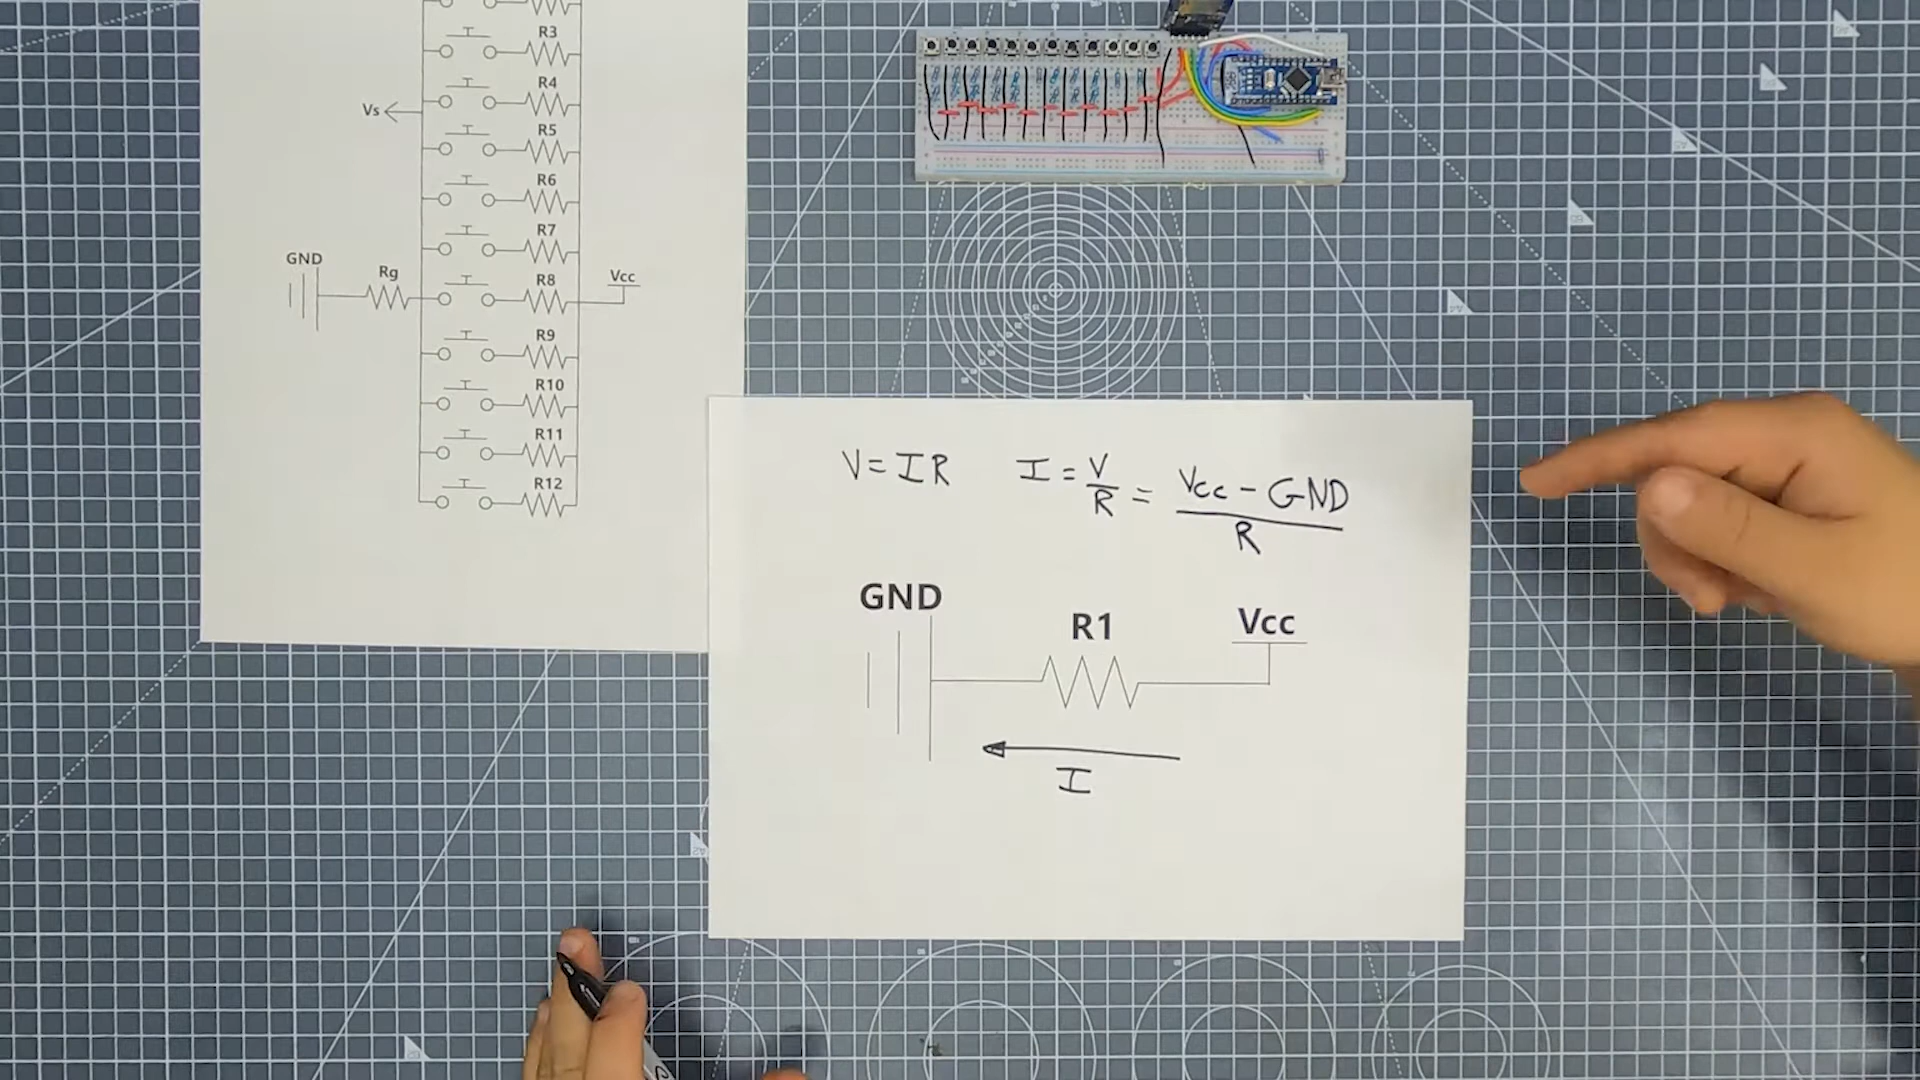 R3
R4
Vs
R5
R6
R7
GND
Rg
R8
Vcc
R9
R10
R11
R12
V = IR I = V/R = Vcc - GND/R
GND
R1
Vcc
I